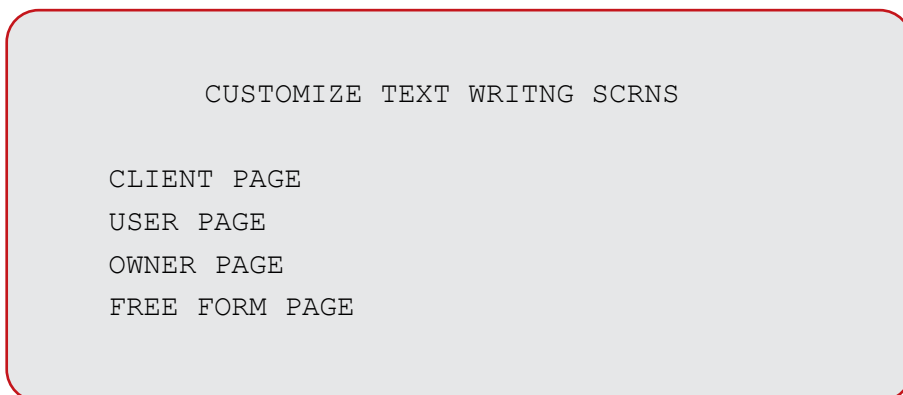 CUSTOMIZE TEXT WRITNG SCRNS
CLIENT PAGE
USER PAGE
OWNER PAGE
FREE FORM PAGE